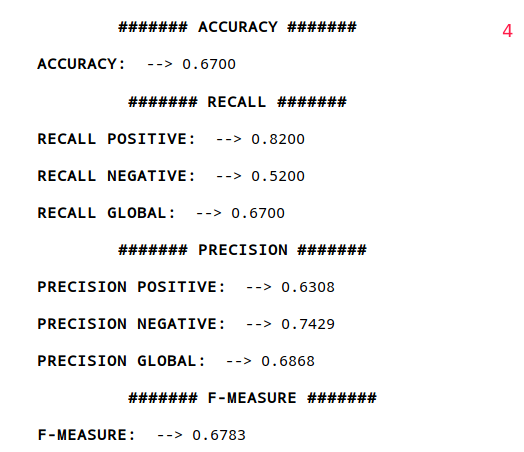 ####### ACCURACY #######
4
ACCURACY: --> 0.6700
####### RECALL #######
RECALL POSITIVE: --> 0.8200
RECALL NEGATIVE: --> 0.5200
RECALL GLOBAL: --> 0.6700
####### PRECISION #######
PRECISION POSITIVE: --> 0.6308
PRECISION NEGATIVE: --> 0.7429
PRECISION GLOBAL: --> 0.6868
####### F-MEASURE #######
F-MEASURE: --> 0.6783